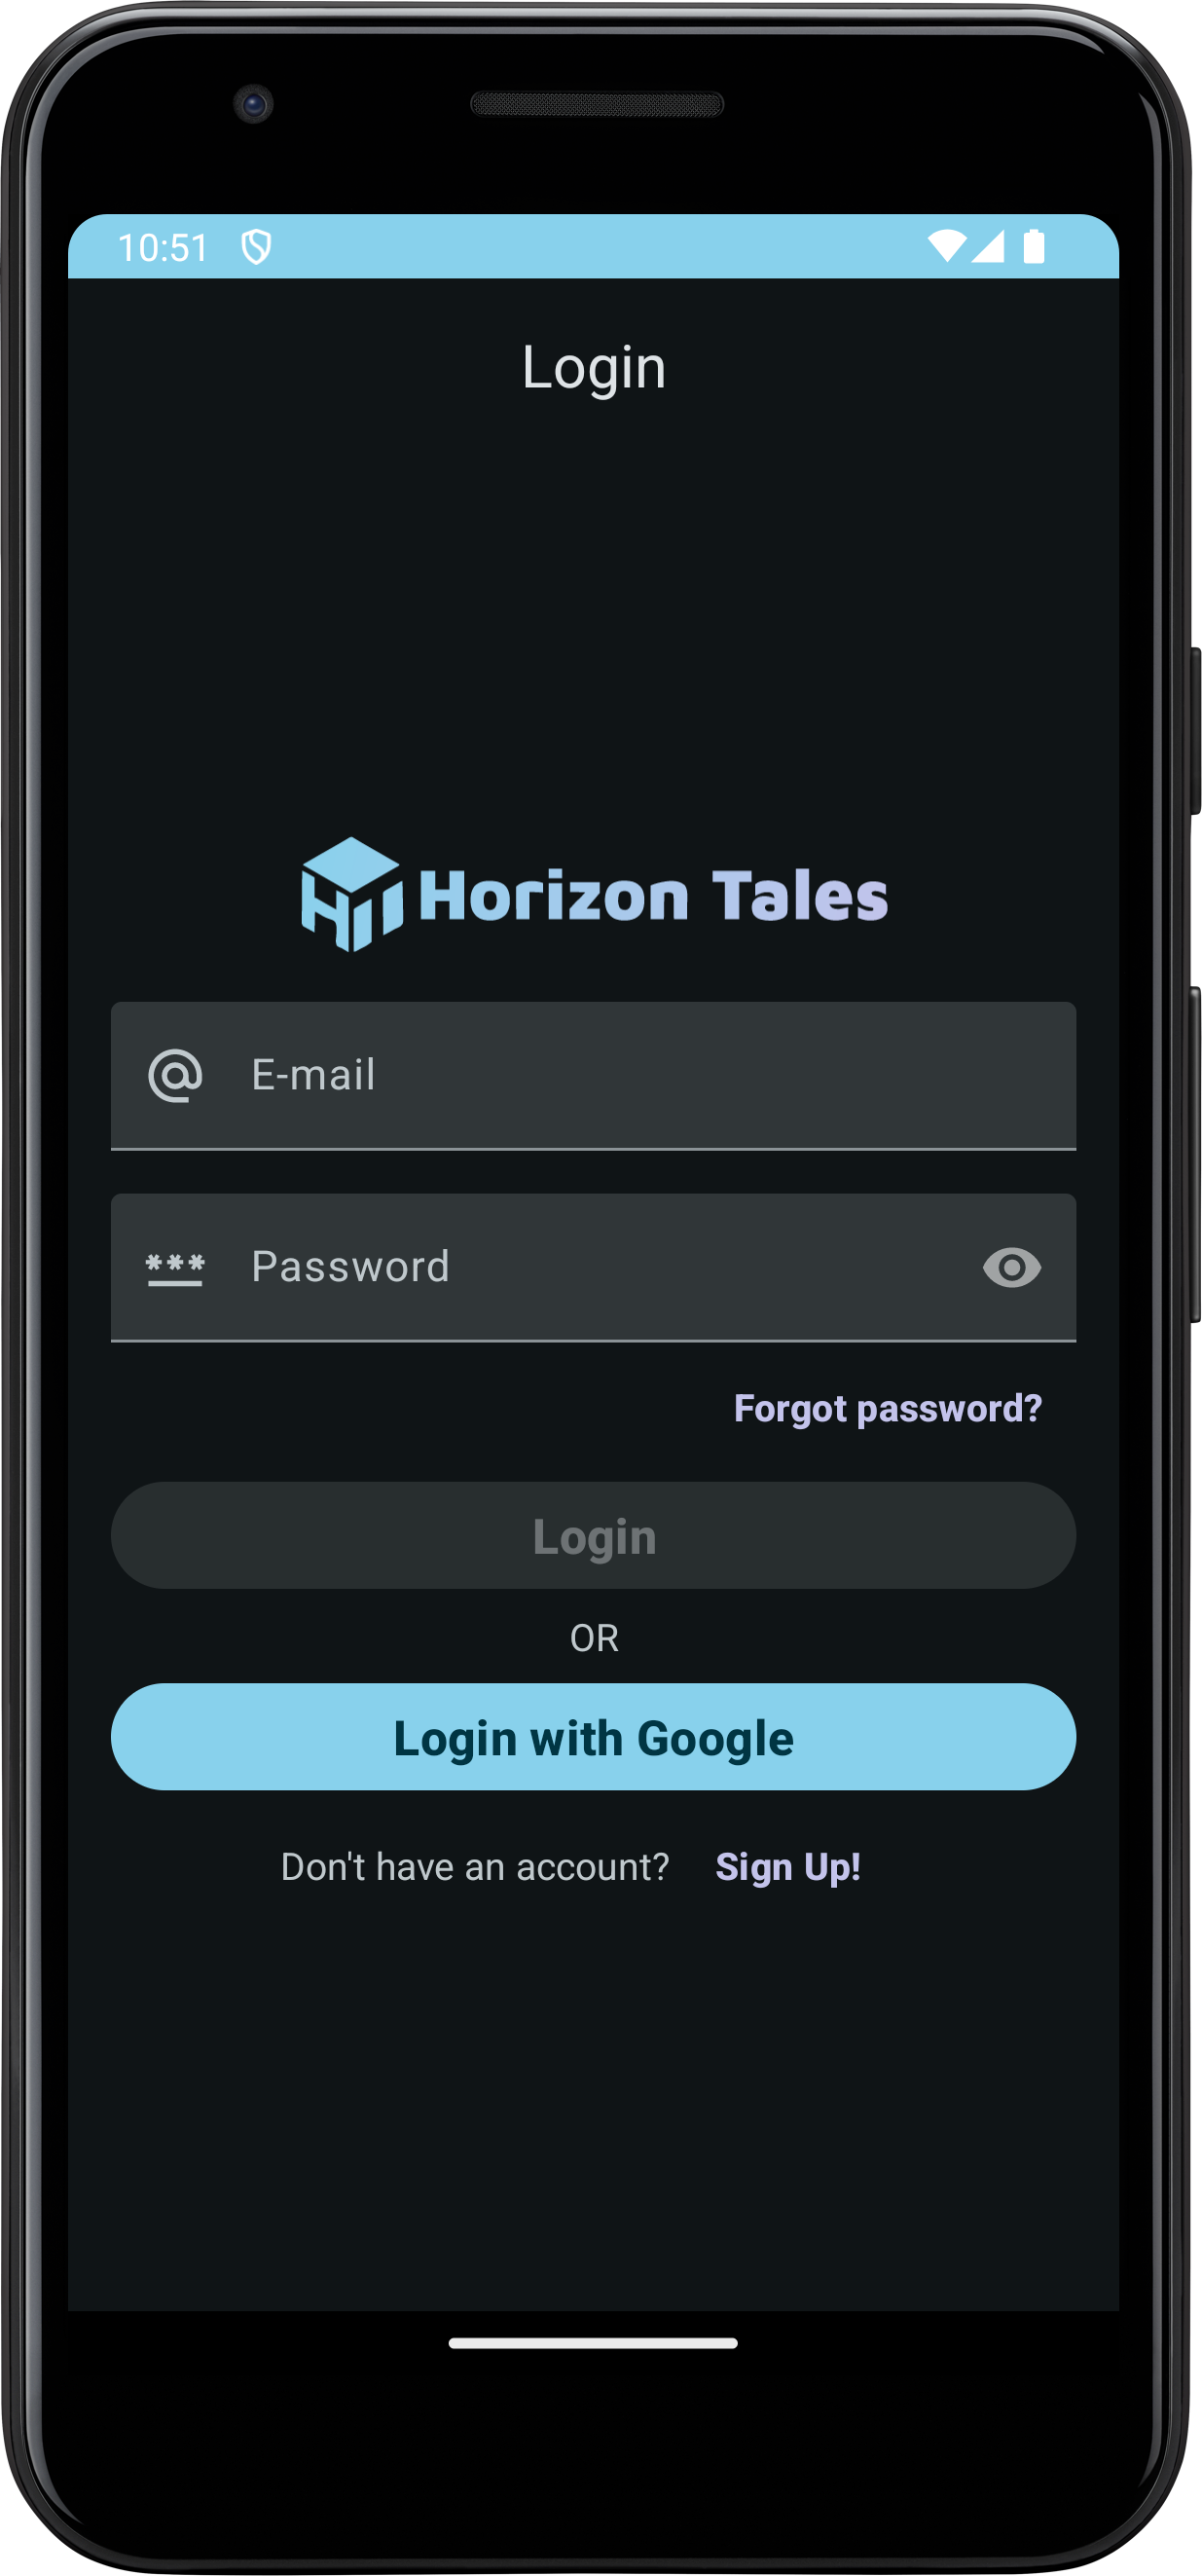 10:51
Login
Horizon Tales
E-mail
*** Password
Forgot password?
Login
OR
Login with Google
Don't have an account? Sign Up!